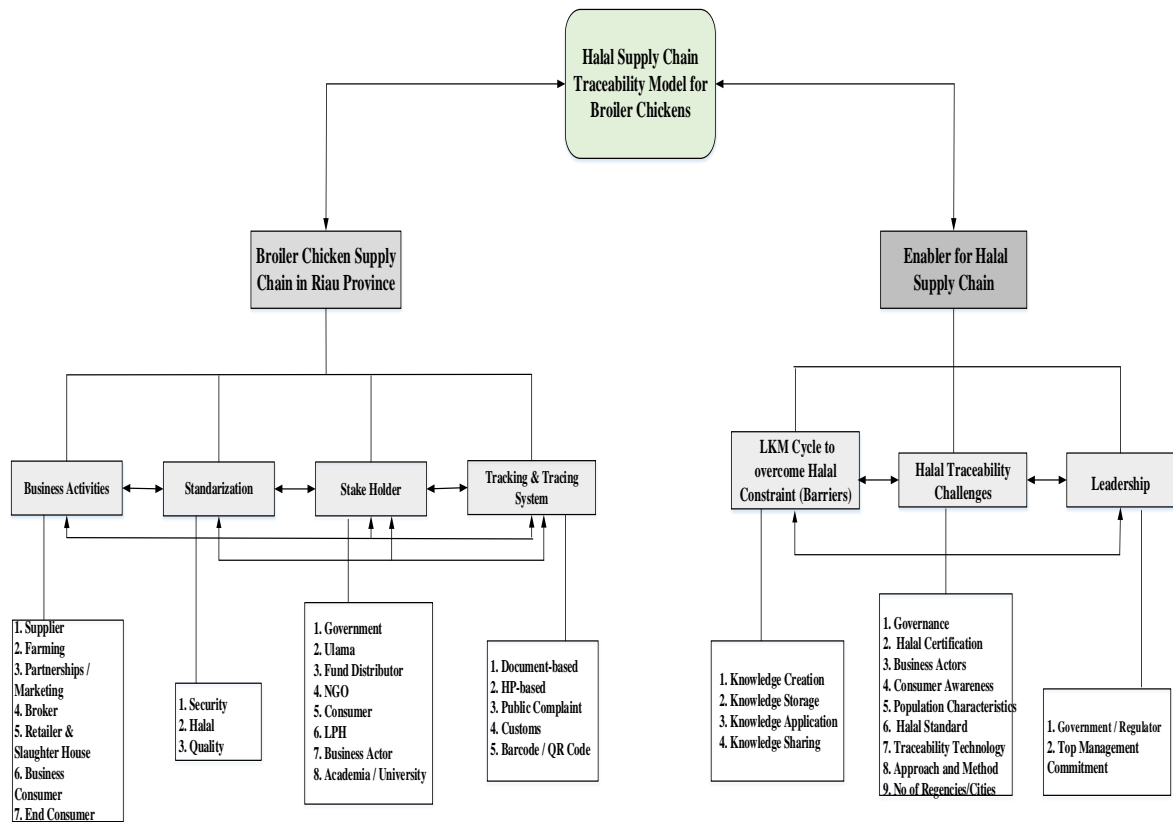 Halal Supply Chain
Traceability Model for
Broiler Chickens
Broiler Chicken Supply
Chain in Riau Province
Enabler for Halal
Supply Chain
Business Activities
Standarization
Stake Holder
Tracking & Tracing
System
LKM Cycle to
overcome Halal
Constraint (Barriers)
Halal Traceability
Challenges
Leadership
1. Supplier
2. Farming
3. Partnerships /
Marketing
4. Broker
5. Retailer &
Slaughter House
6. Business
Consumer
7. End Consumer
1. Security
2. Halal
3. Quality
1. Government
2. Ulama
3. Fund Distributor
4. NGO
5. Consumer
6. LPH
7. Business Actor
8. Academia / University
1. Document-based
2. HP-based
3. Public Complaint
4. Customs
5. Barcode / QR Code
1. Knowledge Creation
2. Knowledge Storage
3. Knowledge Application
4. Knowledge Sharing
1. Governance
2. Halal Certification
3. Business Actors
4. Consumer Awareness
5. Population Characteristics
6. Halal Standard
7. Traceability Technology
8. Approach and Method
9. No of Regencies/Cities
1. Government / Regulator
2. Top Management
Commitment